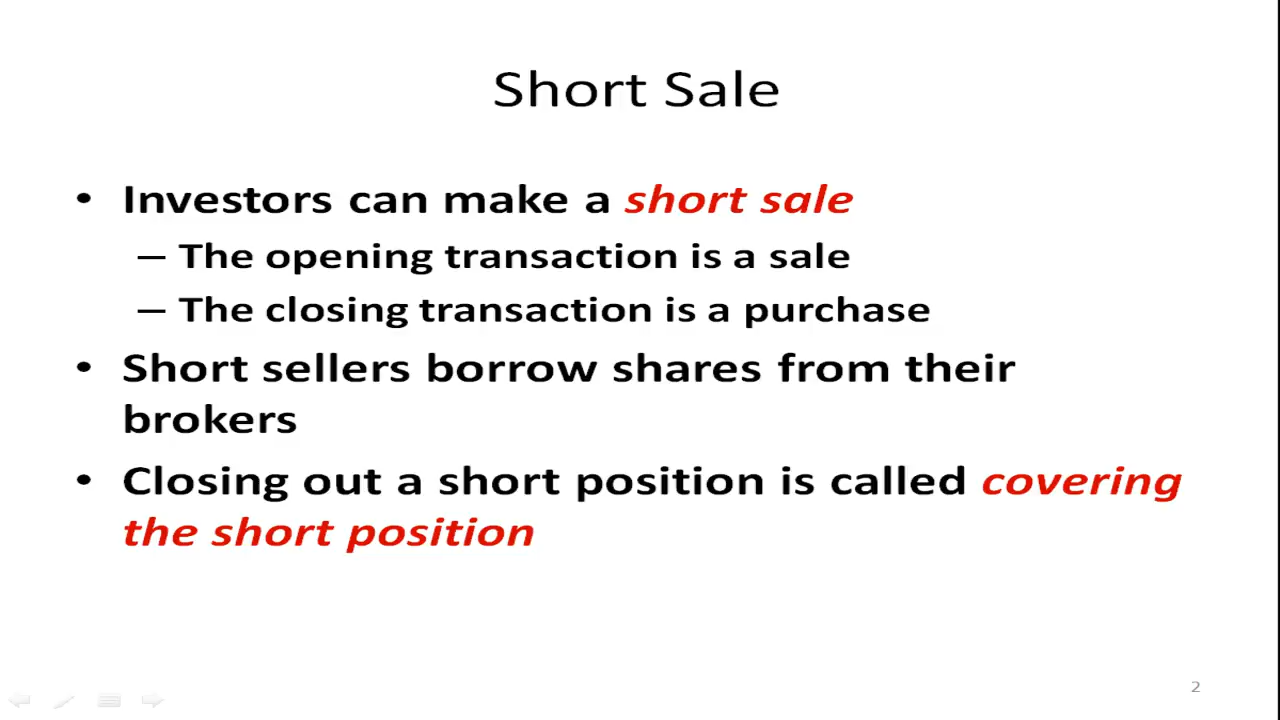 Short Sale
• Investors can make a short sale
– The opening transaction is a sale
– The closing transaction is a purchase
• Short sellers borrow shares from their
brokers
• Closing out a short position is called covering
the short position
2